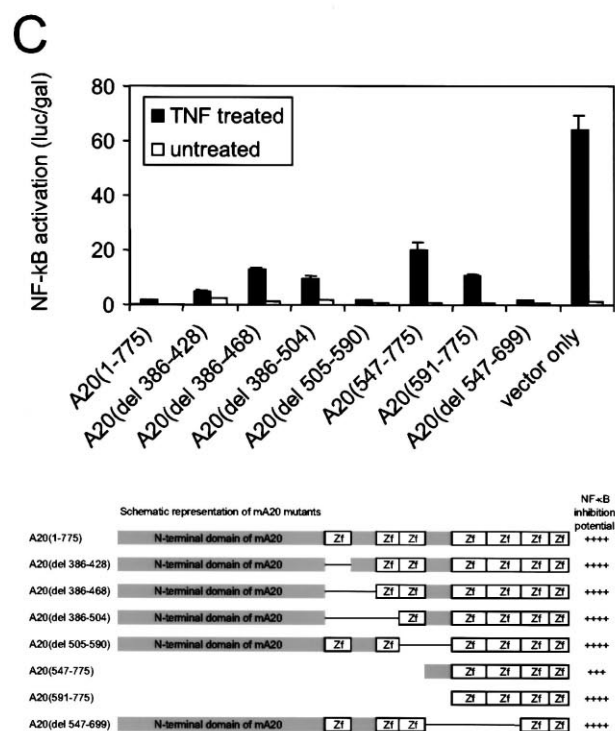 C
80
60
40
20
0
NF-kB activation (luc/gal)
TNF treated
untreated
A20(1-775)
A20(del 386-428)
A20(del 386-468)
A20(del 386-504)
A20(del 505-590)
A20(547-775)
A20(591-775)
A20(del 547-699)
vector only
Schematic representation of mA20 mutants
NF-κB
inhibition
potential
A20(1-775) N-terminal domain of mA20 Zf Zf Zf Zf Zf Zf Zf ++++
A20(del 386-428) N-terminal domain of mA20 Zf Zf Zf Zf Zf Zf ++++
A20(del 386-468) N-terminal domain of mA20 Zf Zf Zf Zf Zf Zf ++++
A20(del 386-504) N-terminal domain of mA20 Zf Zf Zf Zf Zf ++++
A20(del 505-590) N-terminal domain of mA20 Zf Zf Zf Zf Zf Zf ++++
A20(547-775) Zf Zf Zf Zf +++
A20(591-775) Zf Zf Zf Zf ++++
A20(del 547-699) N-terminal domain of mA20 Zf Zf Zf Zf Zf ++++